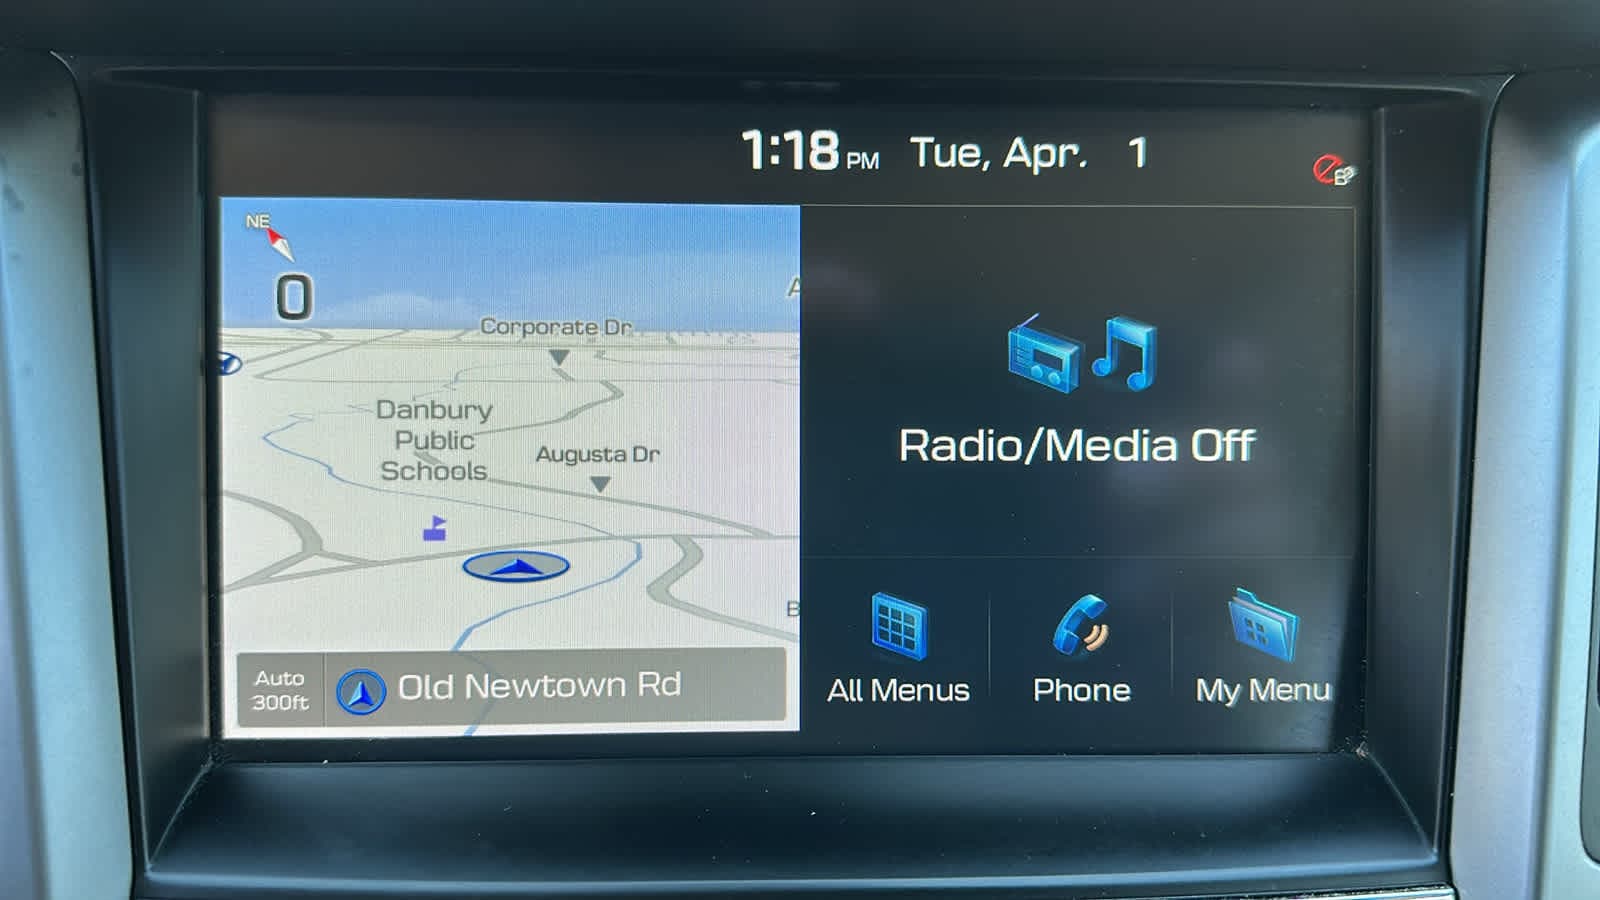 1:18 PM Tue, Apr. 1
NE
0
Corporate Dr
Danbury
Public
Schools
Augusta Dr
Auto
300ft
Old Newtown Rd
Radio/Media Off
All Menus
Phone
My Menu